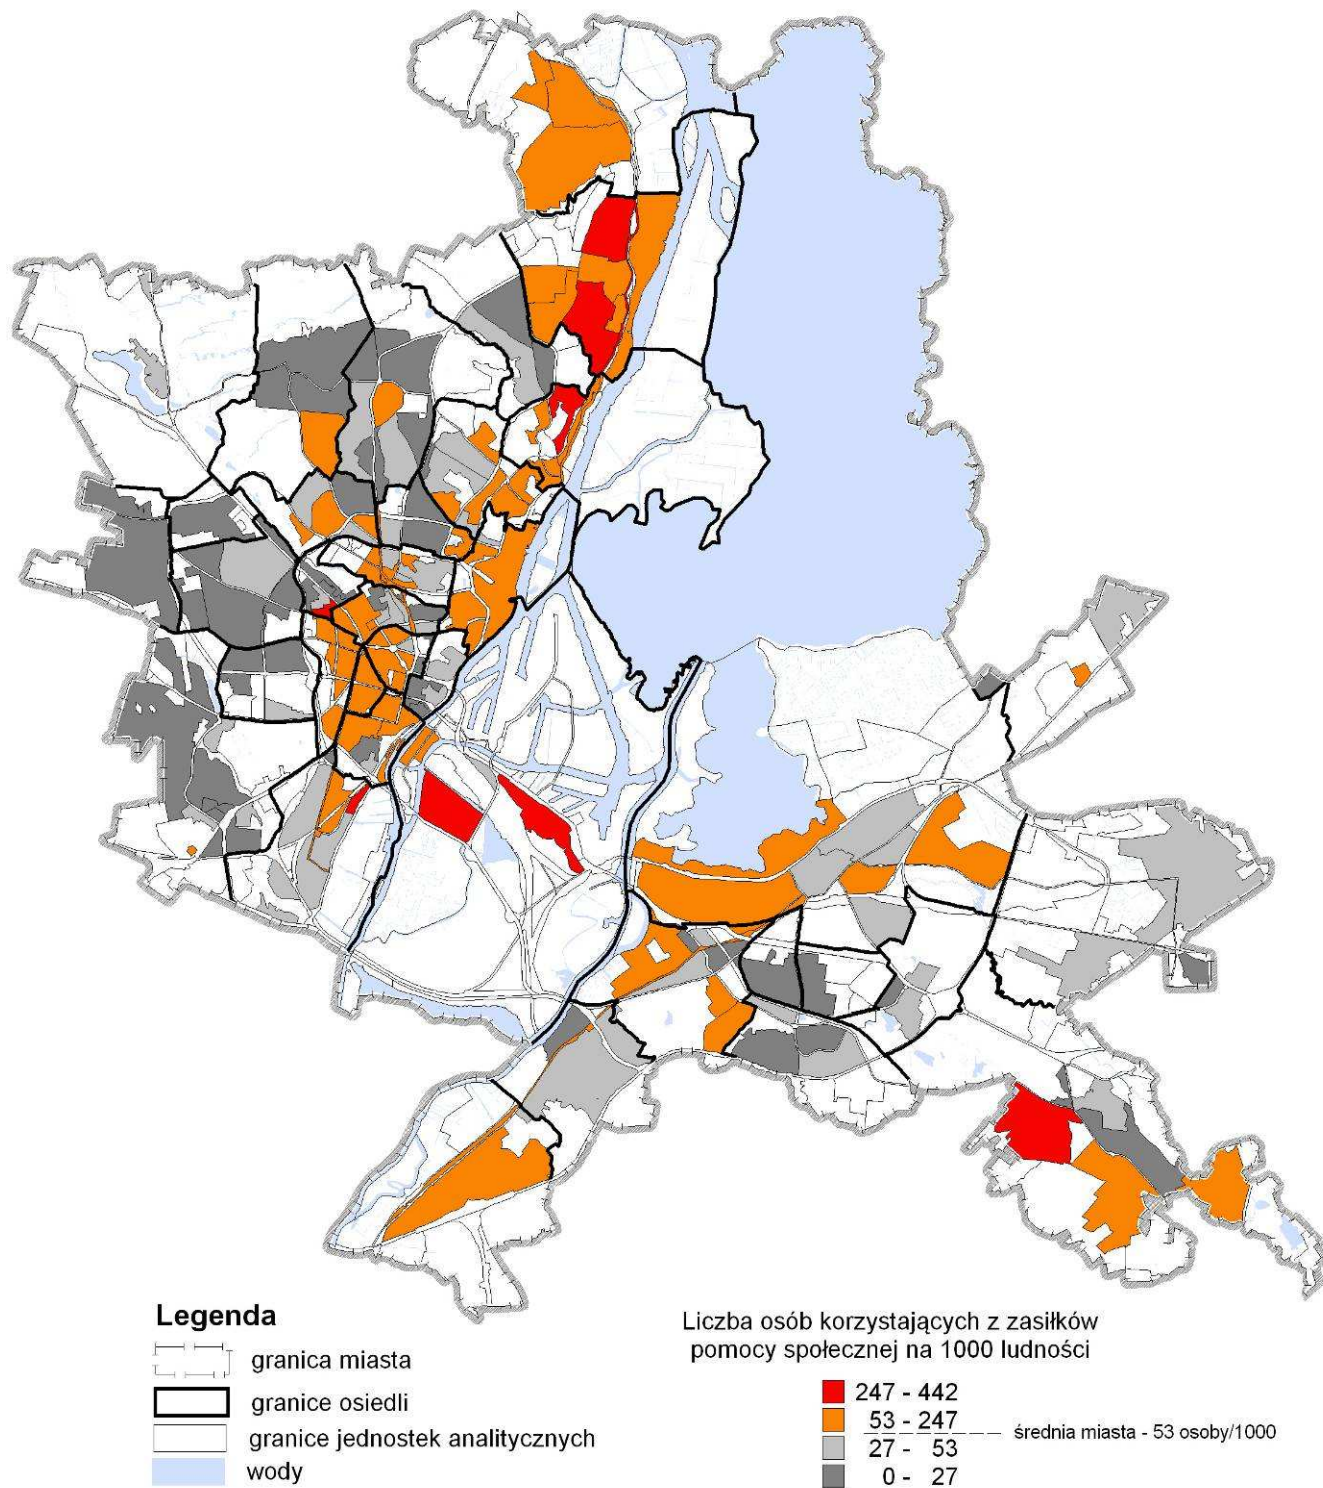 Legenda
granica miasta
granice osiedli
granice jednostek analitycznych
wody
Liczba osób korzystających z zasiłków
pomocy społecznej na 1000 ludności
247 - 442
53 - 247
średnia miasta - 53 osoby/1000
27 - 53
0 - 27